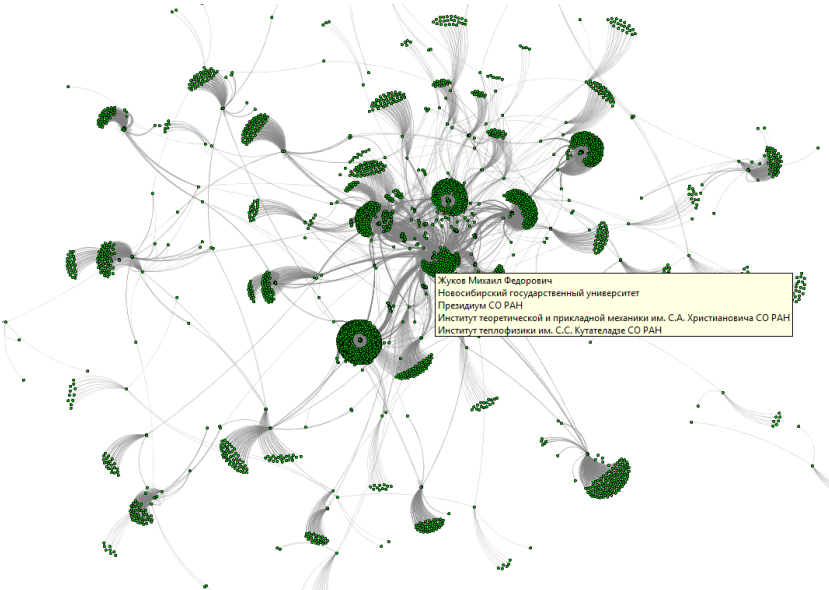 Жуков Михаил Федорович
Новосибирский государственный университет
Президиум СО РАН
Институт теоретической и прикладной механики им. С.А. Христиановича СО РАН
Институт теплофизики им. С.С. Кутателадзе СО РАН